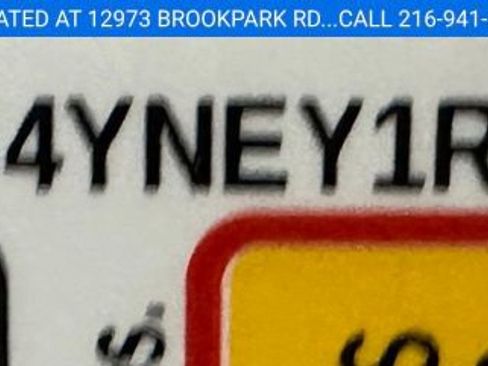 ATED AT 12973 BROOKPARK RD...CALL 216-941-
4YNEY1R
S.
S